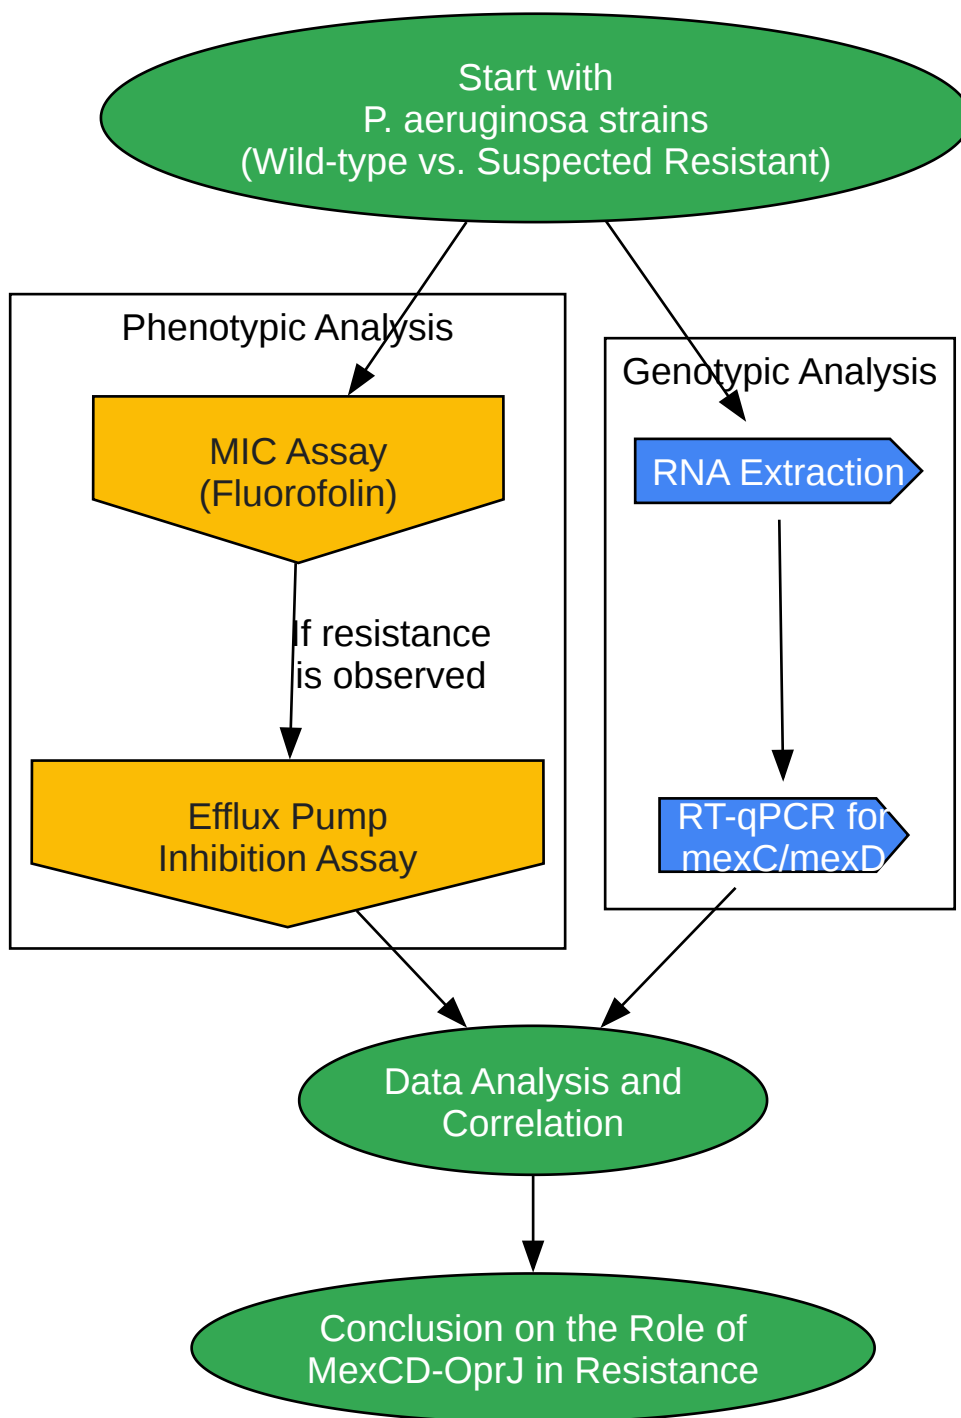 Start with
P. aeruginosa strains
(Wild-type vs. Suspected Resistant)
Phenotypic Analysis
MIC Assay
(Fluorofolin)
If resistance
is observed
Efflux Pump
Inhibition Assay
Genotypic Analysis
RNA Extraction
RT-qPCR for
mexC/mexD
Data Analysis and
Correlation
Conclusion on the Role of
MexCD-OprJ in Resistance